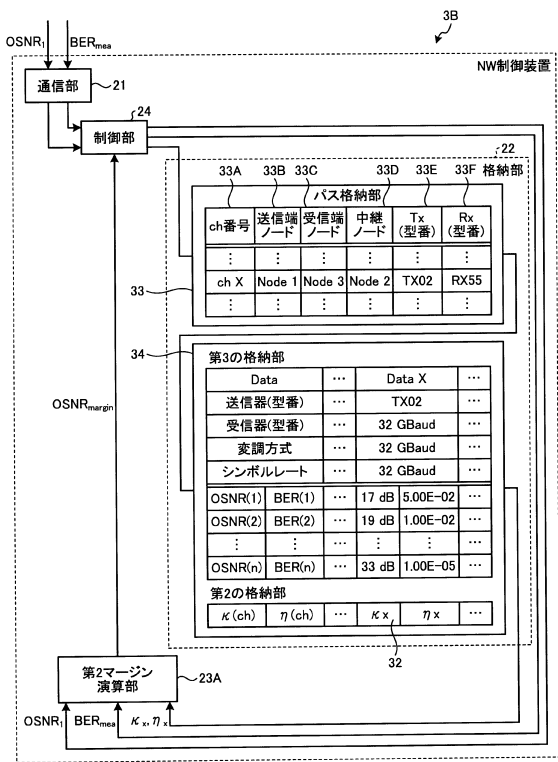 3B
OSNR1 BERmea
NW制御装置
通信部
21
24
制御部
22
格納部
33A 33B 33C 33D 33E 33F
パス格納部
ch番号 送信端ノード 受信端ノード 中継ノード Tx(型番) Rx(型番)
⋮ ⋮ ⋮ ⋮ ⋮ ⋮
ch X Node 1 Node 3 Node 2 TX02 RX55
⋮ ⋮ ⋮ ⋮ ⋮ ⋮
33
34
第3の格納部
Data … Data X …
送信器(型番) … TX02 …
受信器(型番) … 32 GBaud …
変調方式 … 32 GBaud …
シンボルレート … 32 GBaud …
OSNR(1) BER(1) … 17 dB 5.00E-02 …
OSNR(2) BER(2) … 19 dB 1.00E-02 …
⋮ ⋮ … ⋮ ⋮ …
OSNR(n) BER(n) … 33 dB 1.00E-05 …
第2の格納部
κ(ch) η(ch) … κx ηx …
32
OSNRmargin
第2マージン
演算部
23A
OSNR1 BERmea κx, ηx